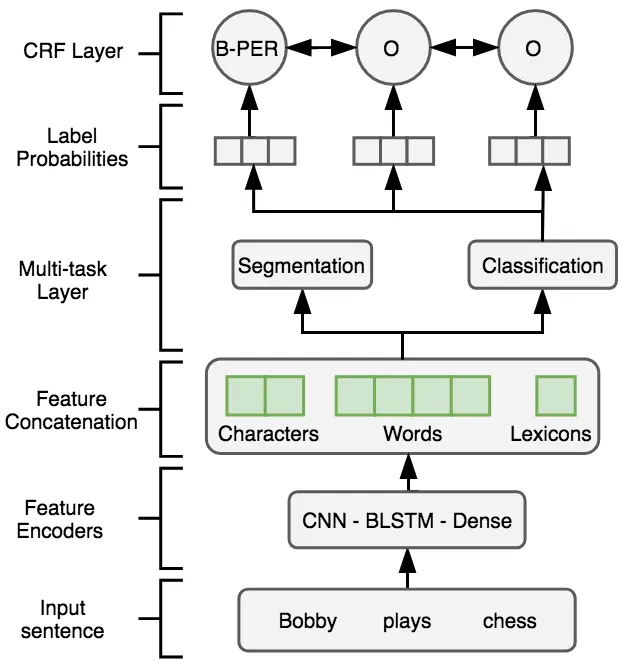 CRF Layer
B-PER
O
O
Label
Probabilities
Multi-task
Layer
Segmentation
Classification
Feature
Concatenation
Characters
Words
Lexicons
Feature
Encoders
CNN - BLSTM - Dense
Input
sentence
Bobby plays chess